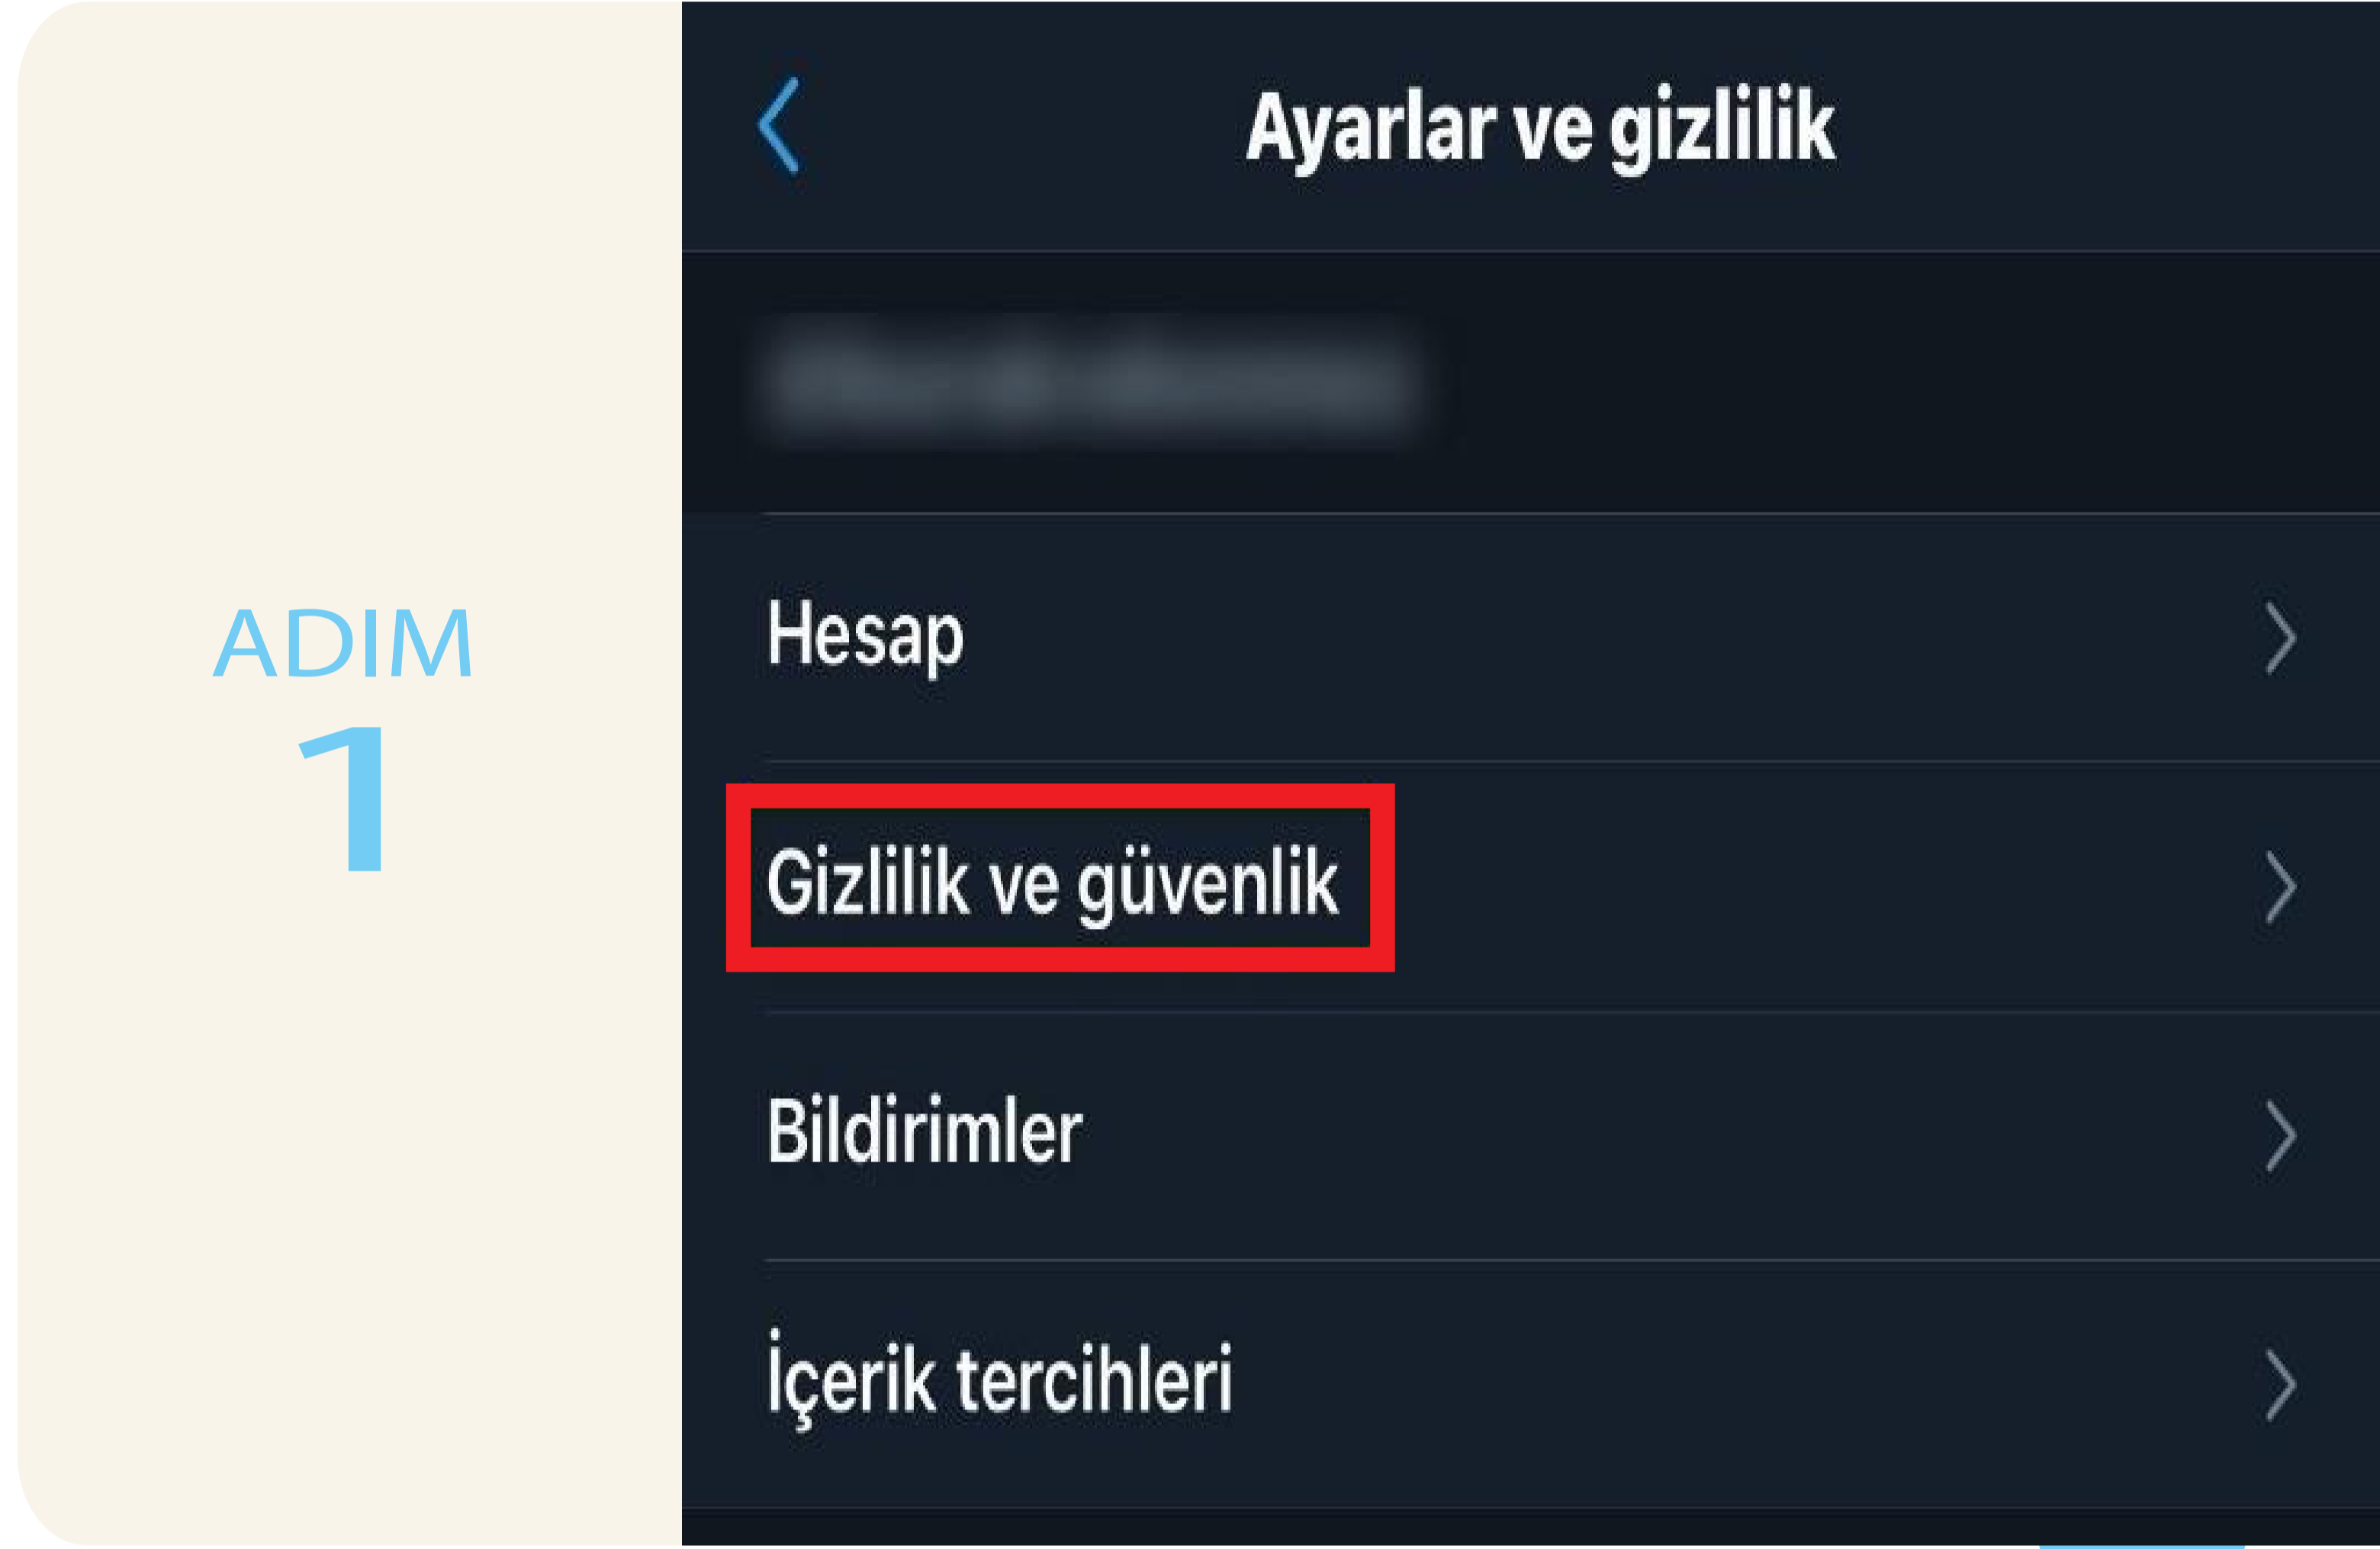 ADIM
1
Ayarlar ve gizlilik
Hesap
Gizlilik ve güvenlik
Bildirimler
İçerik tercihleri